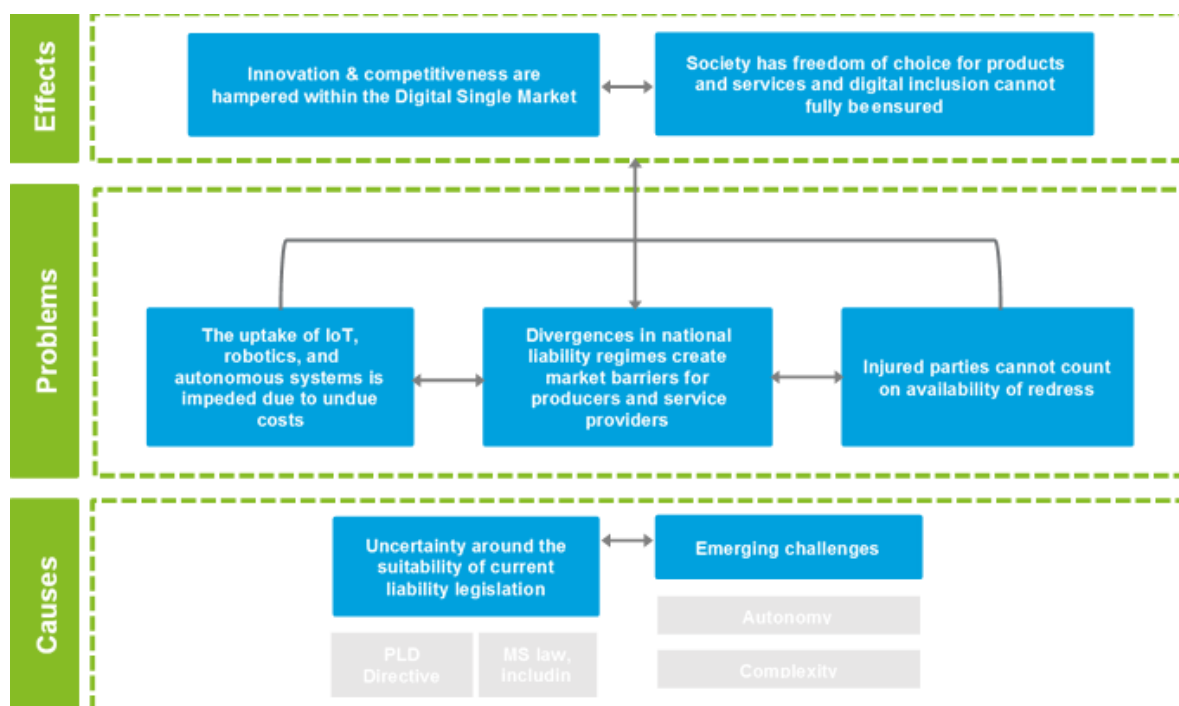 Effects
Innovation & competitiveness are
hampered within the Digital Single Market
Society has freedom of choice for products
and services and digital inclusion cannot
fully beensured
Problems
The uptake of IoT,
robotics, and
autonomous systems is
impeded due to undue
costs
Divergences in national
liability regimes create
market barriers for
producers and service
providers
Injured parties cannot count
on availability of redress
Causes
Uncertainty around the
suitability of current
liability legislation
Emerging challenges
PLD
Directive
MS law,
includin
Autonomy
Complexity